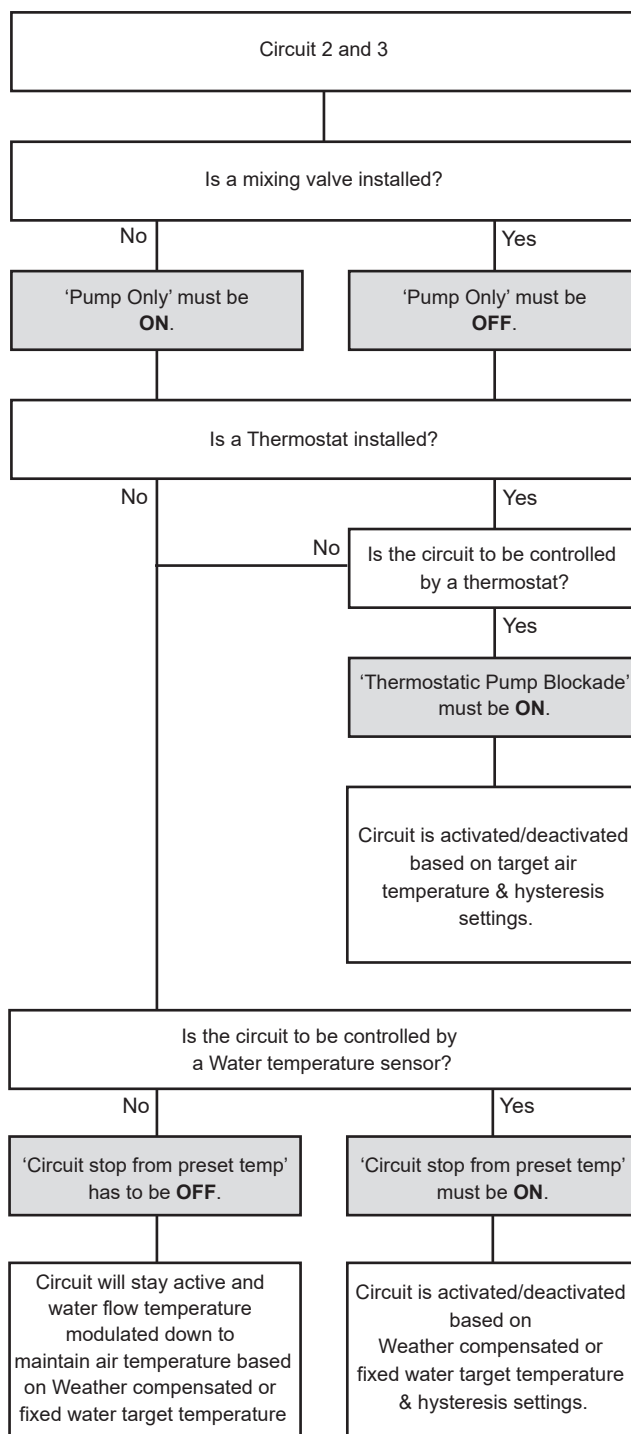 Circuit 2 and 3
Is a mixing valve installed?
No
Yes
‘Pump Only’ must be
ON.
‘Pump Only’ must be
OFF.
Is a Thermostat installed?
No
Yes
No
Is the circuit to be controlled
by a thermostat?
Yes
‘Thermostatic Pump Blockade’
must be ON.
Circuit is activated/deactivated
based on target air
temperature & hysteresis
settings.
Is the circuit to be controlled by
a Water temperature sensor?
No
Yes
‘Circuit stop from preset temp’
has to be OFF.
‘Circuit stop from preset temp’
must be ON.
Circuit will stay active and
water flow temperature
modulated down to
maintain air temperature based
on Weather compensated or
fixed water target temperature
Circuit is activated/deactivated
based on
Weather compensated or
fixed water target temperature
& hysteresis settings.